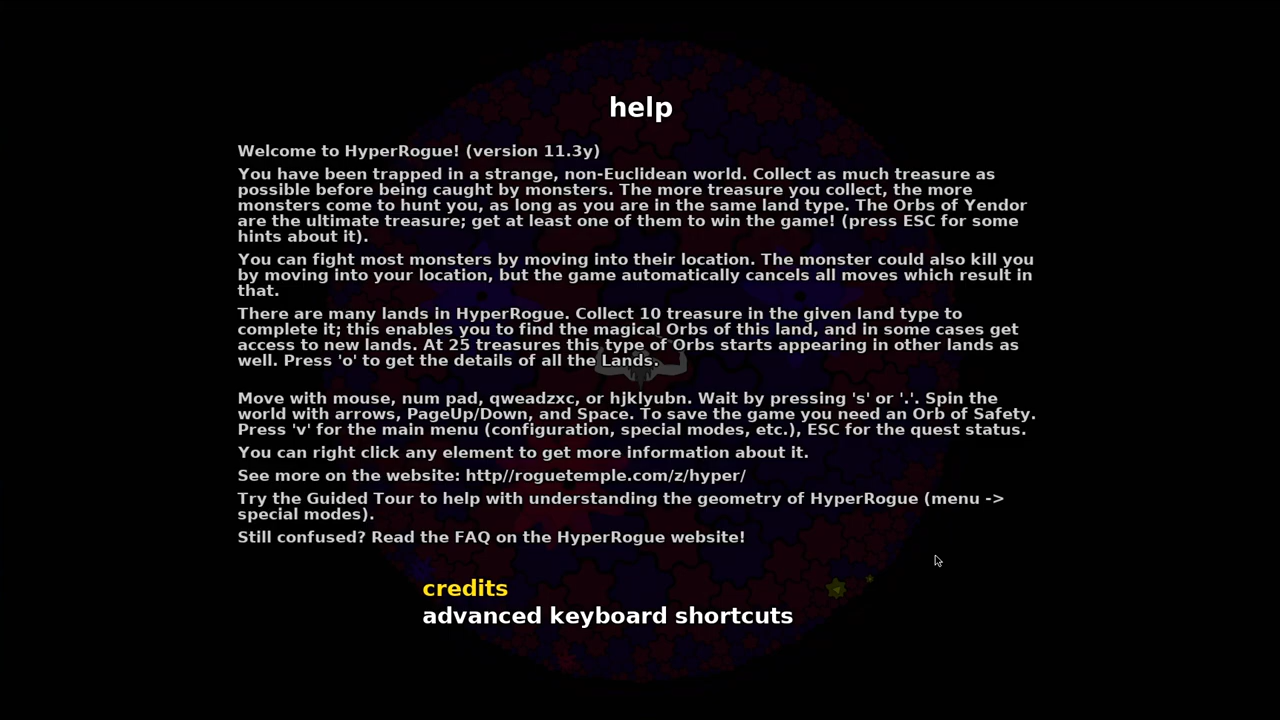 help
Welcome to HyperRogue! (version 11.3y)
You have been trapped in a strange, non-Euclidean world. Collect as much treasure as
possible before being caught by monsters. The more treasure you collect, the more
monsters come to hunt you, as long as you are in the same land type. The Orbs of Yendor
are the ultimate treasure; get at least one of them to win the game! (press ESC for some
hints about it).
You can fight most monsters by moving into their location. The monster could also kill you
by moving into your location, but the game automatically cancels all moves which result in
that.
There are many lands in HyperRogue. Collect 10 treasure in the given land type to
complete it; this enables you to find the magical Orbs of this land, and in some cases get
access to new lands. At 25 treasures this type of Orbs starts appearing in other lands as
well. Press 'o' to get the details of all the Lands.
Move with mouse, num pad, qweadzxc, or hjklyubn. Wait by pressing 's' or '.'. Spin the
world with arrows, PageUp/Down, and Space. To save the game you need an Orb of Safety.
Press 'v' for the main menu (configuration, special modes, etc.), ESC for the quest status.
You can right click any element to get more information about it.
See more on the website: http//roguetemple.com/z/hyper/
Try the Guided Tour to help with understanding the geometry of HyperRogue (menu ->
special modes).
Still confused? Read the FAQ on the HyperRogue website!
credits
advanced keyboard shortcuts